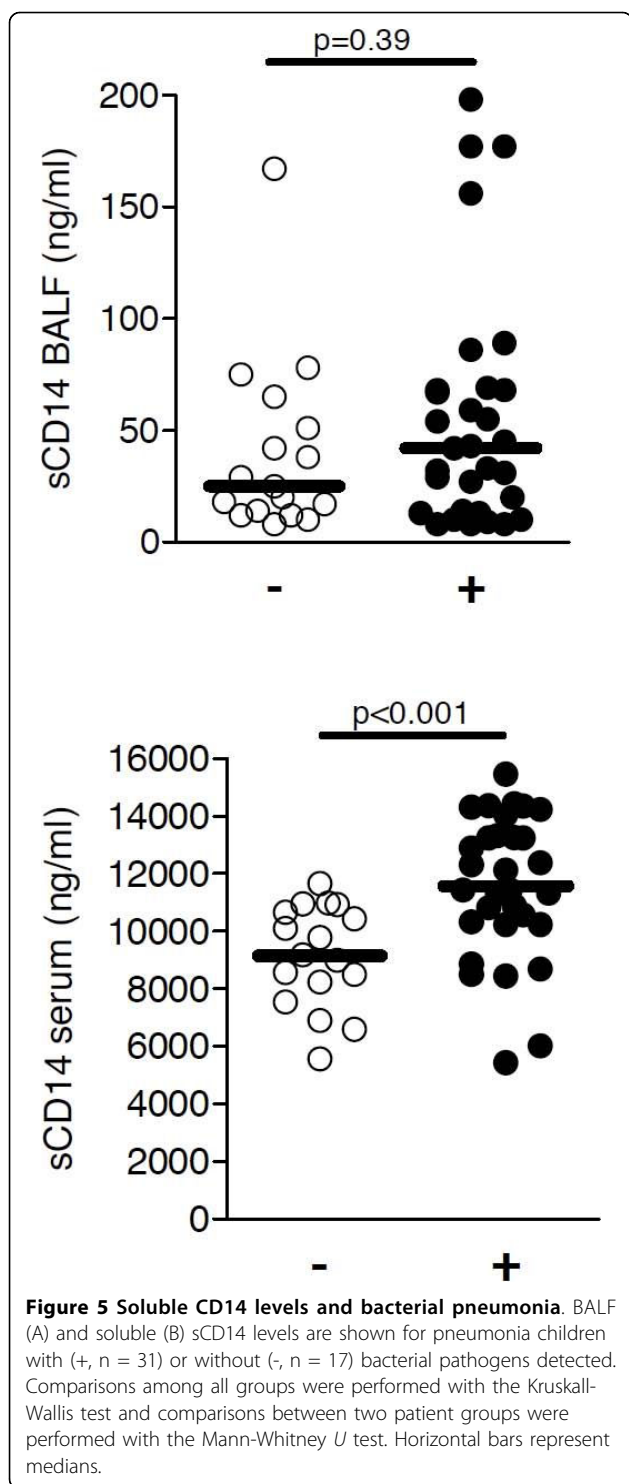 p=0.39
200
150
100
50
0
sCD14 BALF (ng/ml)
- +
p<0.001
16000
14000
12000
10000
8000
6000
4000
2000
0
sCD14 serum (ng/ml)
- +
Figure 5 Soluble CD14 levels and bacterial pneumonia. BALF
(A) and soluble (B) sCD14 levels are shown for pneumonia children
with (+, n = 31) or without (-, n = 17) bacterial pathogens detected.
Comparisons among all groups were performed with the Kruskall-
Wallis test and comparisons between two patient groups were
performed with the Mann-Whitney U test. Horizontal bars represent
medians.